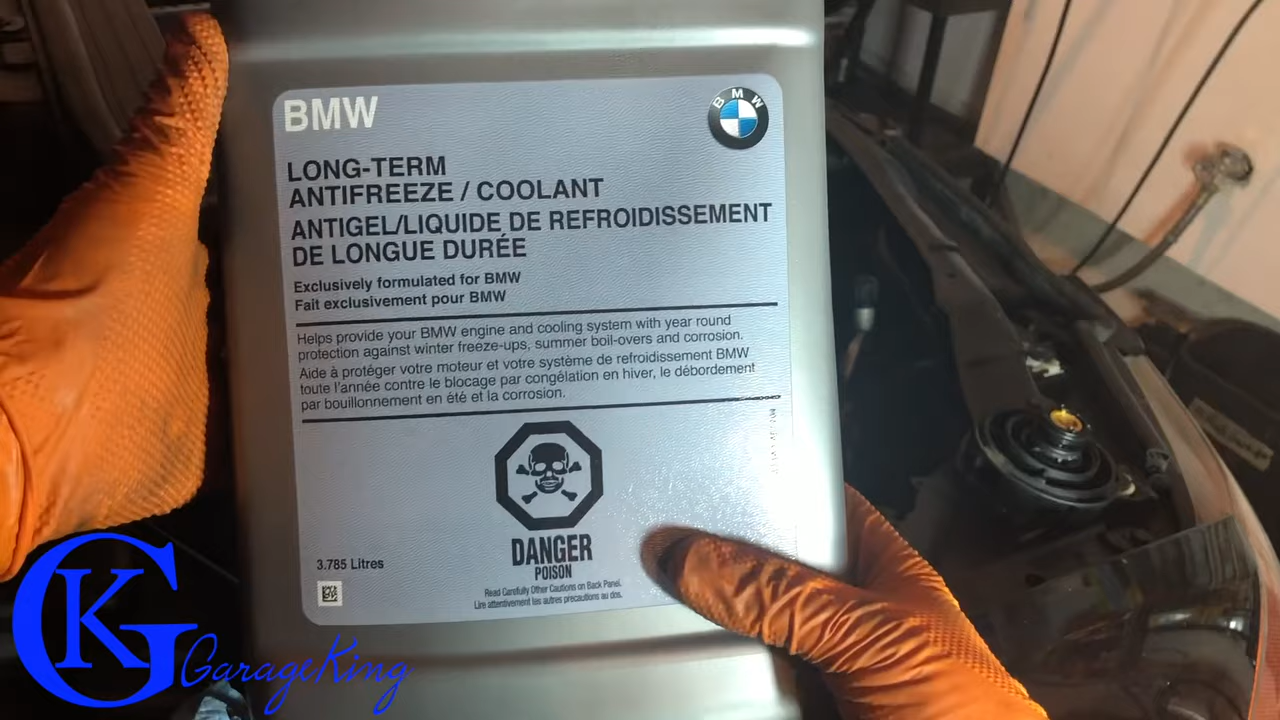 BMW
BMW
LONG-TERM
ANTIFREEZE / COOLANT
ANTIGEL/LIQUIDE DE REFROIDISSEMENT
DE LONGUE DURÉE
Exclusively formulated for BMW
Fait exclusivement pour BMW
Helps provide your BMW engine and cooling system with year round
protection against winter freeze-ups, summer boil-overs and corrosion.
Aide à protéger votre moteur et votre système de refroidissement BMW
toute l'année contre le blocage par congélation en hiver, le débordement
par bouillonnement en été et la corrosion.
DANGER
POISON
3.785 Litres
Read Carefully Other Cautions on Back Panel.
Lire attentivement les autres precautions au dos.
GK
GarageKing